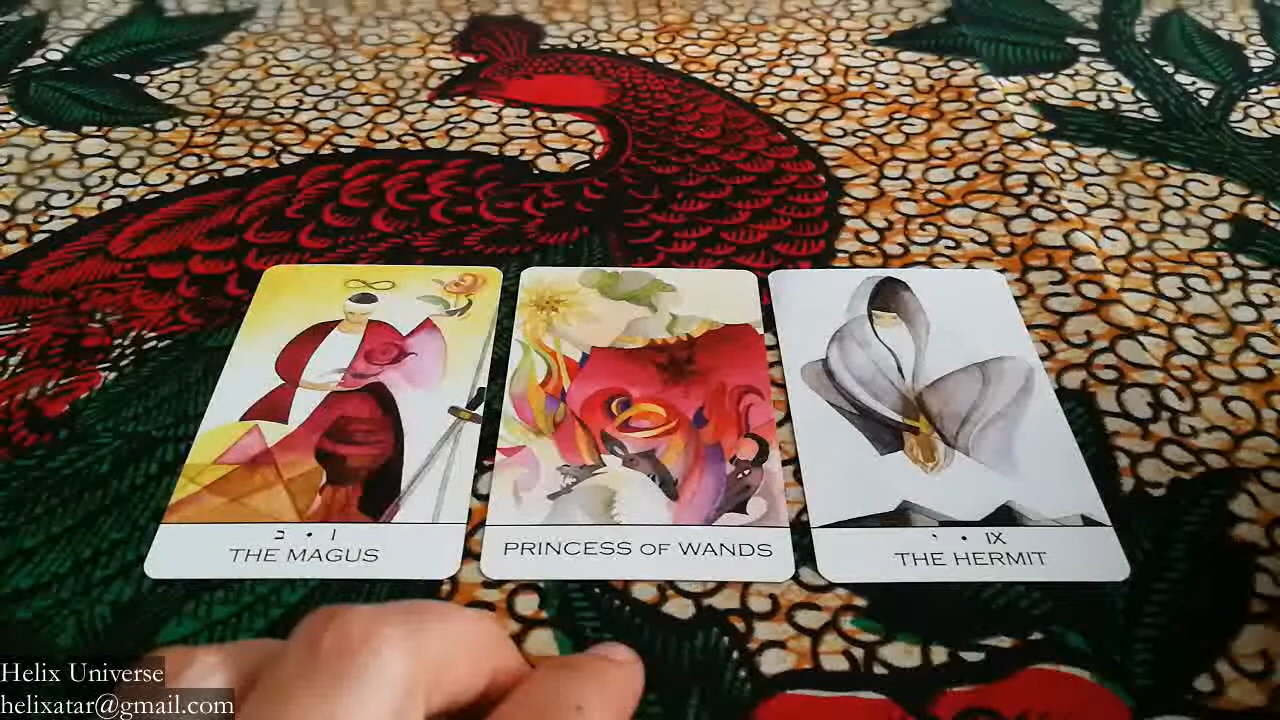 ב • I
THE MAGUS
PRINCESS OF WANDS
י • IX
THE HERMIT
Helix Universe
helixatar@gmail.com